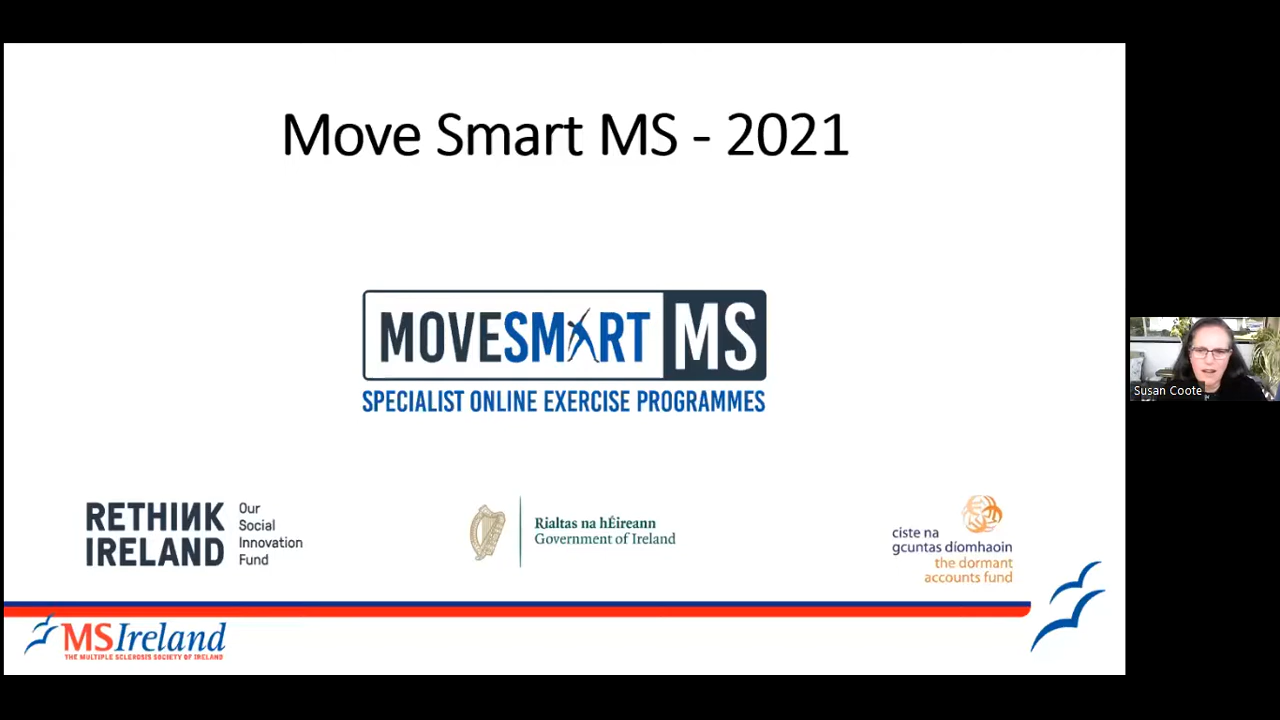 Move Smart MS - 2021
MOVESMART MS
SPECIALIST ONLINE EXERCISE PROGRAMMES
RETHINK
IRELAND
Our
Social
Innovation
Fund
Rialtas na hÉireann
Government of Ireland
ciste na
gcuntas díomhaoin
the dormant
accounts fund
MSIreland
THE MULTIPLE SCLEROSIS SOCIETY OF IRELAND
Susan Coote